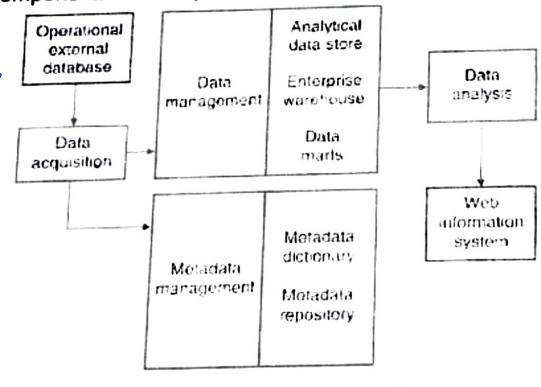 Operational
external
database
Data
acquisition
Data
management
Analytical
data store
Enterprise
warehouse
Data
marts
Data
analysis
Web
information
system
Metadata
management
Metadata
dictionary
Metadata
repository